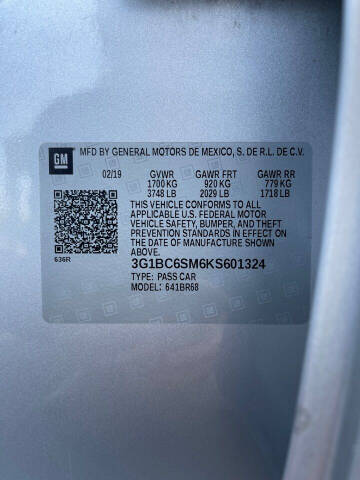 GM MFD BY GENERAL MOTORS DE MEXICO, S. DE R.L. DE C.V.
02/19 GVWR GAWR FRT GAWR RR
1700 KG 920 KG 779 KG
3748 LB 2029 LB 1718 LB
THIS VEHICLE CONFORMS TO ALL
APPLICABLE U.S. FEDERAL MOTOR
VEHICLE SAFETY, BUMPER, AND THEFT
PREVENTION STANDARDS IN EFFECT
ON THE DATE OF MANUFACTURE SHOWN
ABOVE.
636R
3G1BC6SM6KS601324
TYPE: PASS CAR
MODEL: 641BR68